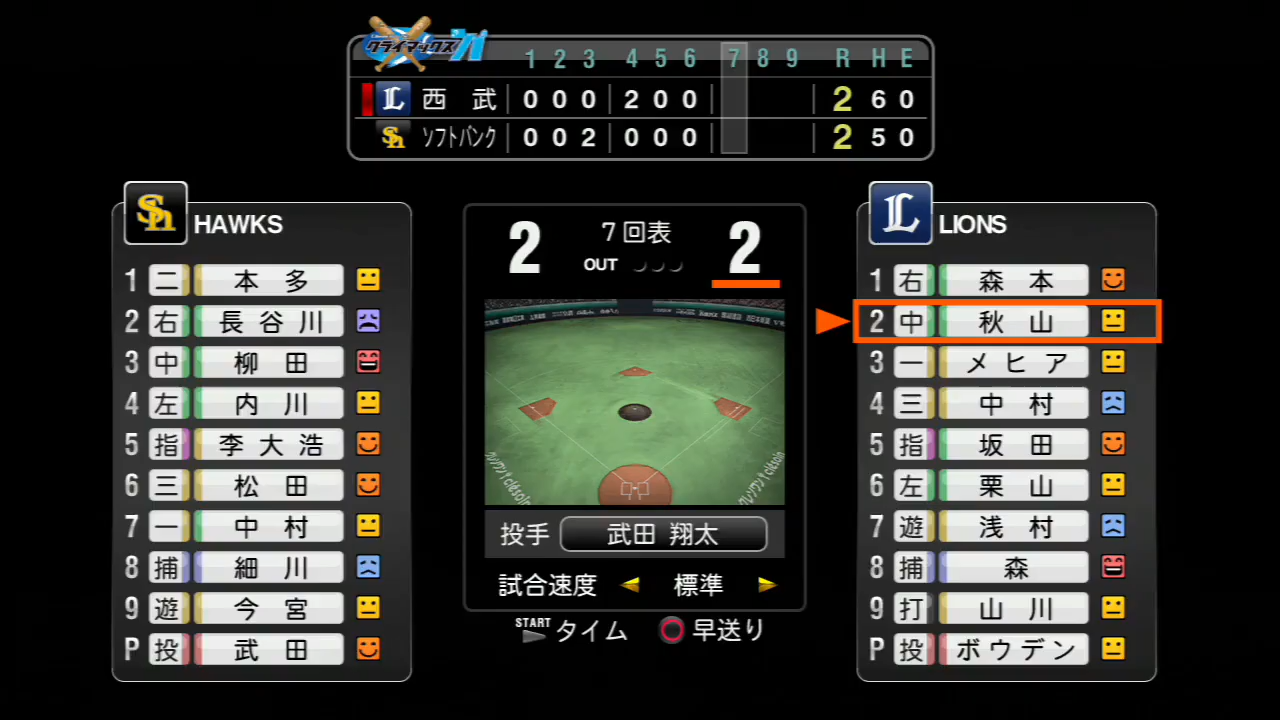 クライマックス 1 2 3 4 5 6 7 8 9 R H E
L 西武 0 0 0 2 0 0 2 6 0
Sh ソフトバンク 0 0 2 0 0 0 2 5 0
Sh HAWKS
1 二 本多
2 右 長谷川
3 中 柳田
4 左 内川
5 指 李大浩
6 三 松田
7 一 中村
8 捕 細川
9 遊 今宮
P 投 武田
2 7回表 2
OUT
投手 武田 翔太
試合速度 標準
START タイム 早送り
L LIONS
1 右 森本
2 中 秋山
3 一 メヒア
4 三 中村
5 指 坂田
6 左 栗山
7 遊 浅村
8 捕 森
9 打 山川
P 投 ボウデン